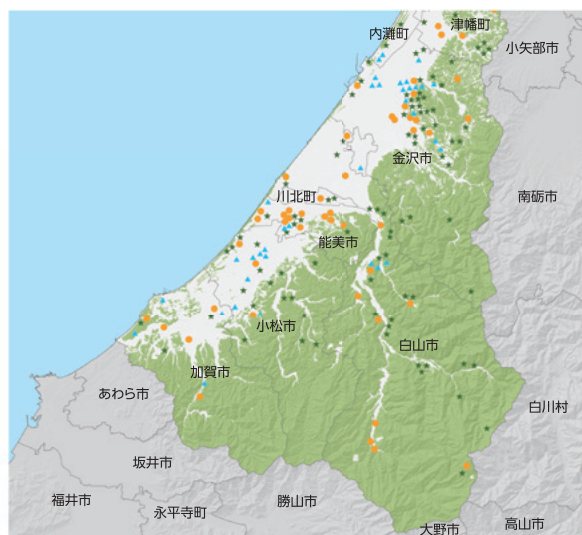 内灘町
津幡町
小矢部市
金沢市
南砺市
川北町
能美市
小松市
白山市
加賀市
あわら市
白川村
坂井市
福井市
勝山市
永平寺町
大野市
高山市